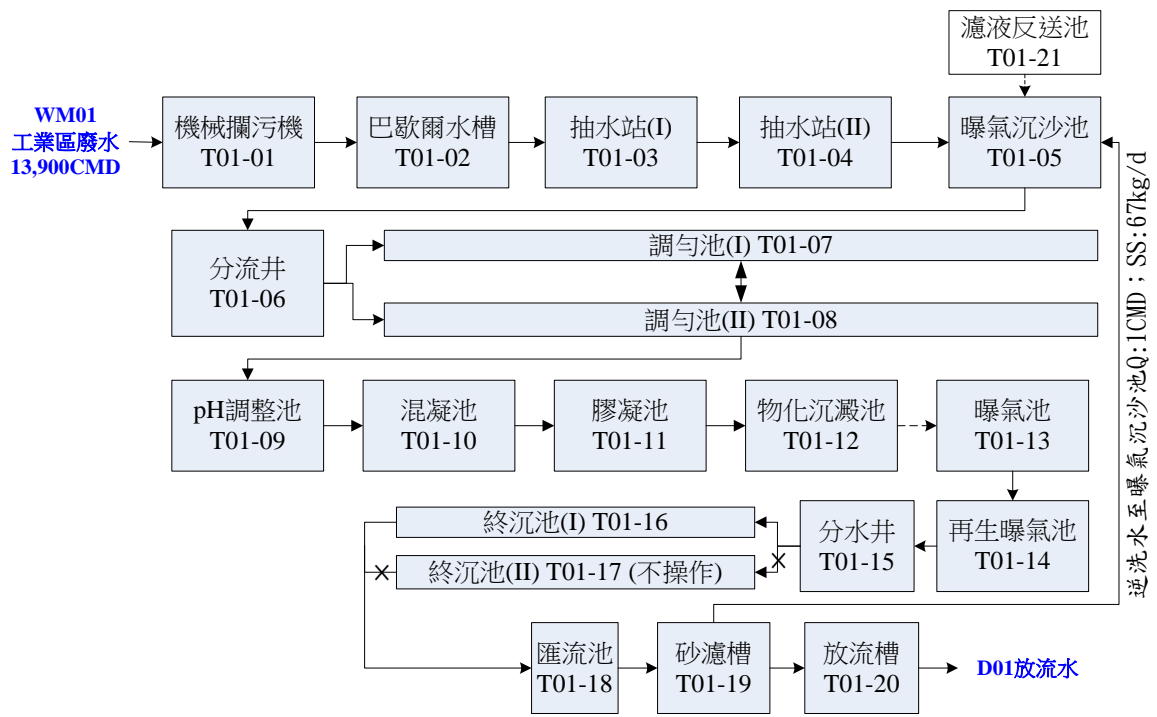 濾液反送池
T01-21
WM01
工業區廢水
13,900CMD
機械攔污機
T01-01
巴歇爾水槽
T01-02
抽水站(I)
T01-03
抽水站(II)
T01-04
曝氣沉沙池
T01-05
分流井
T01-06
調勻池(I) T01-07
調勻池(II) T01-08
逆洗水至曝氣沉沙池Q:1CMD；SS:67kg/d
pH調整池
T01-09
混凝池
T01-10
膠凝池
T01-11
物化沉澱池
T01-12
曝氣池
T01-13
再生曝氣池
T01-14
分水井
T01-15
終沉池(I) T01-16
終沉池(II) T01-17 (不操作)
匯流池
T01-18
砂濾槽
T01-19
放流槽
T01-20
D01放流水